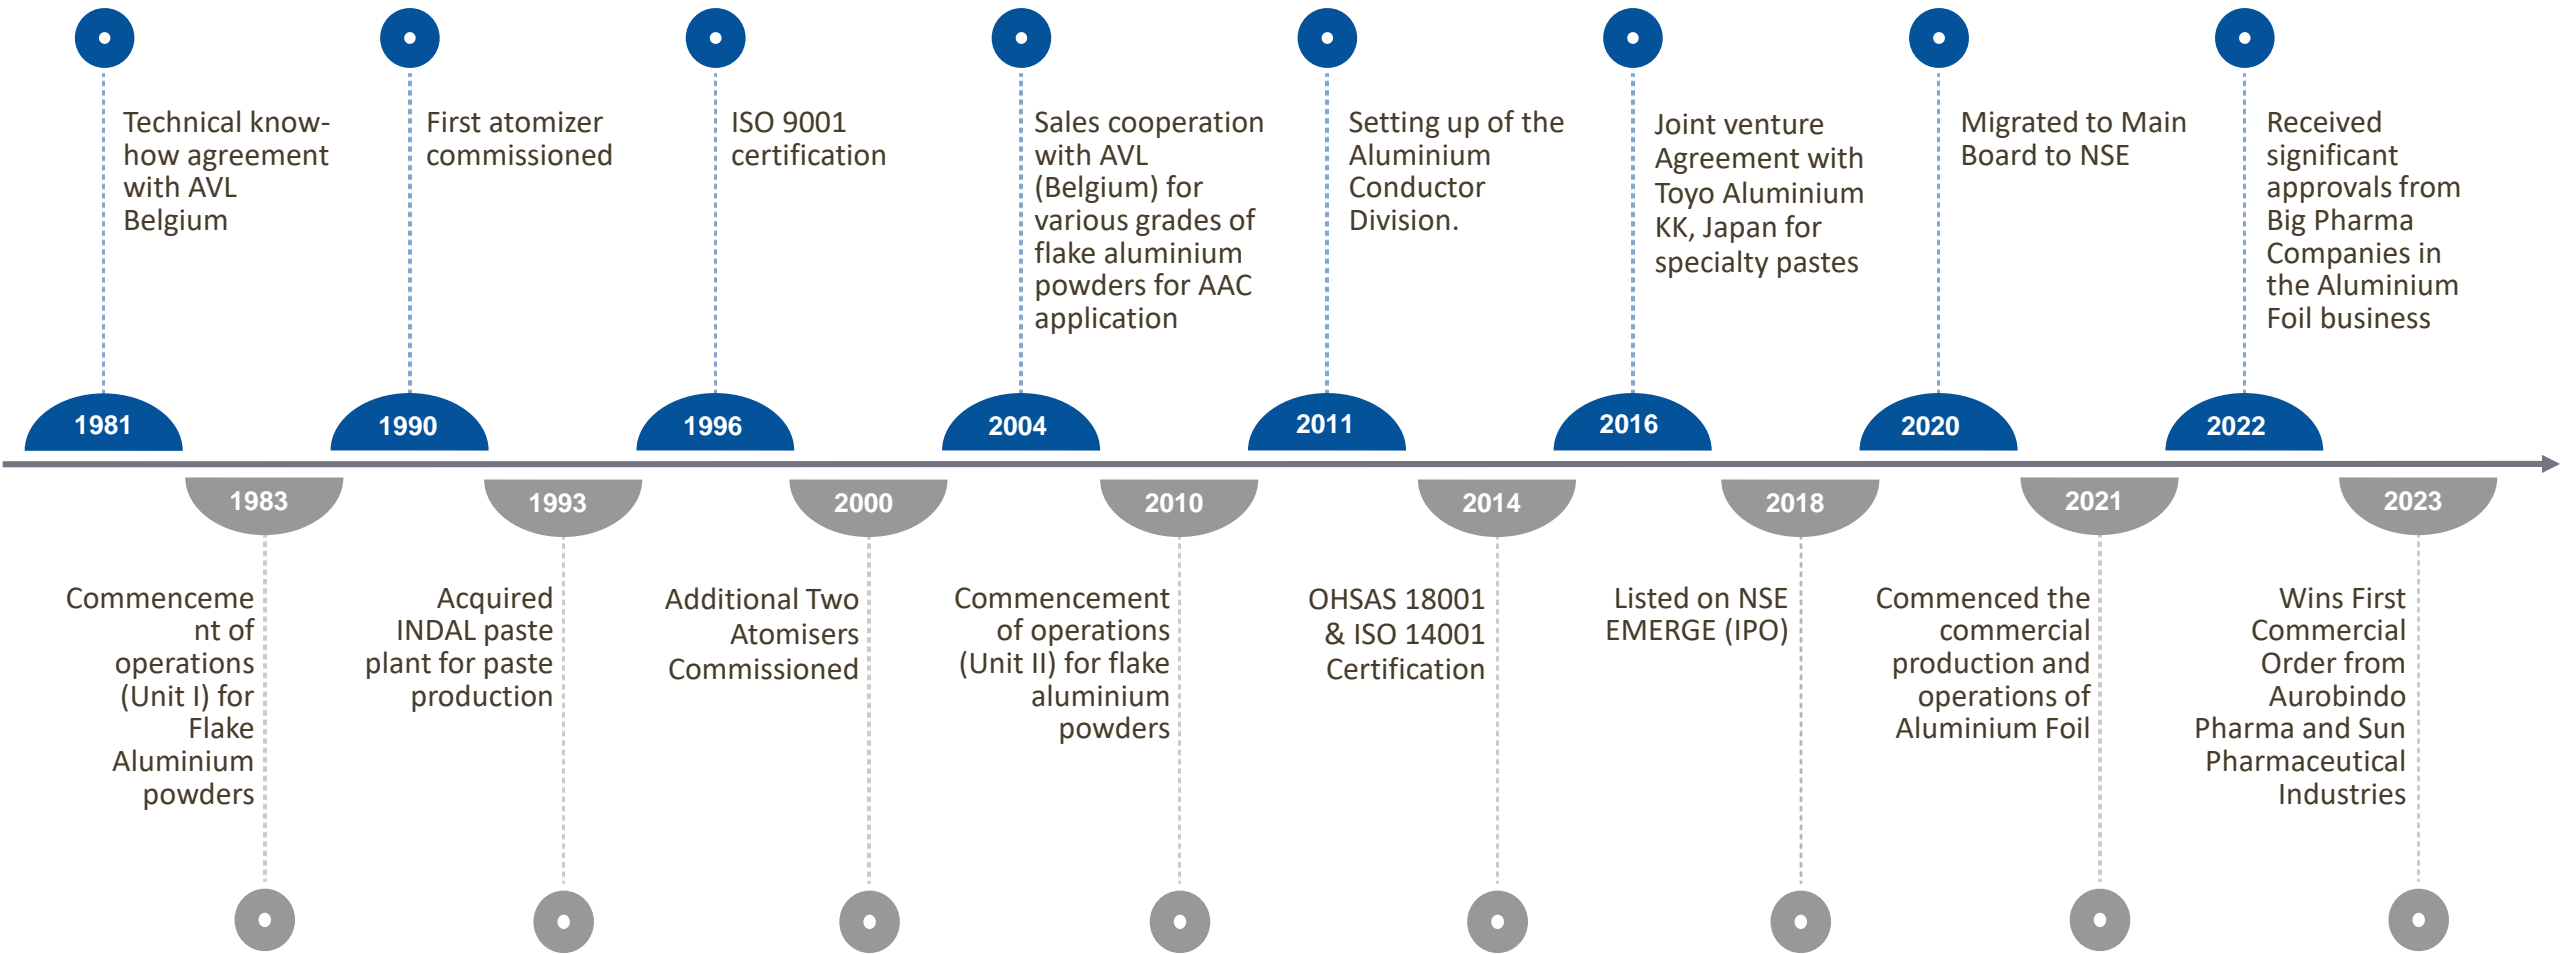 Technical know-
how agreement
with AVL
Belgium
First atomizer
commissioned
ISO 9001
certification
Sales cooperation
with AVL
(Belgium) for
various grades of
flake aluminium
powders for AAC
application
Setting up of the
Aluminium
Conductor
Division.
Joint venture
Agreement with
Toyo Aluminium
KK, Japan for
specialty pastes
Migrated to Main
Board to NSE
Received
significant
approvals from
Big Pharma
Companies in
the Aluminium
Foil business
1981
1990
1996
2004
2011
2016
2020
2022
1983
1993
2000
2010
2014
2018
2021
2023
Commenceme
nt of
operations
(Unit I) for
Flake
Aluminium
powders
Acquired
INDAL paste
plant for paste
production
Additional Two
Atomisers
Commissioned
Commencement
of operations
(Unit II) for flake
aluminium
powders
OHSAS 18001
& ISO 14001
Certification
Listed on NSE
EMERGE (IPO)
Commenced the
commercial
production and
operations of
Aluminium Foil
Wins First
Commercial
Order from
Aurobindo
Pharma and Sun
Pharmaceutical
Industries